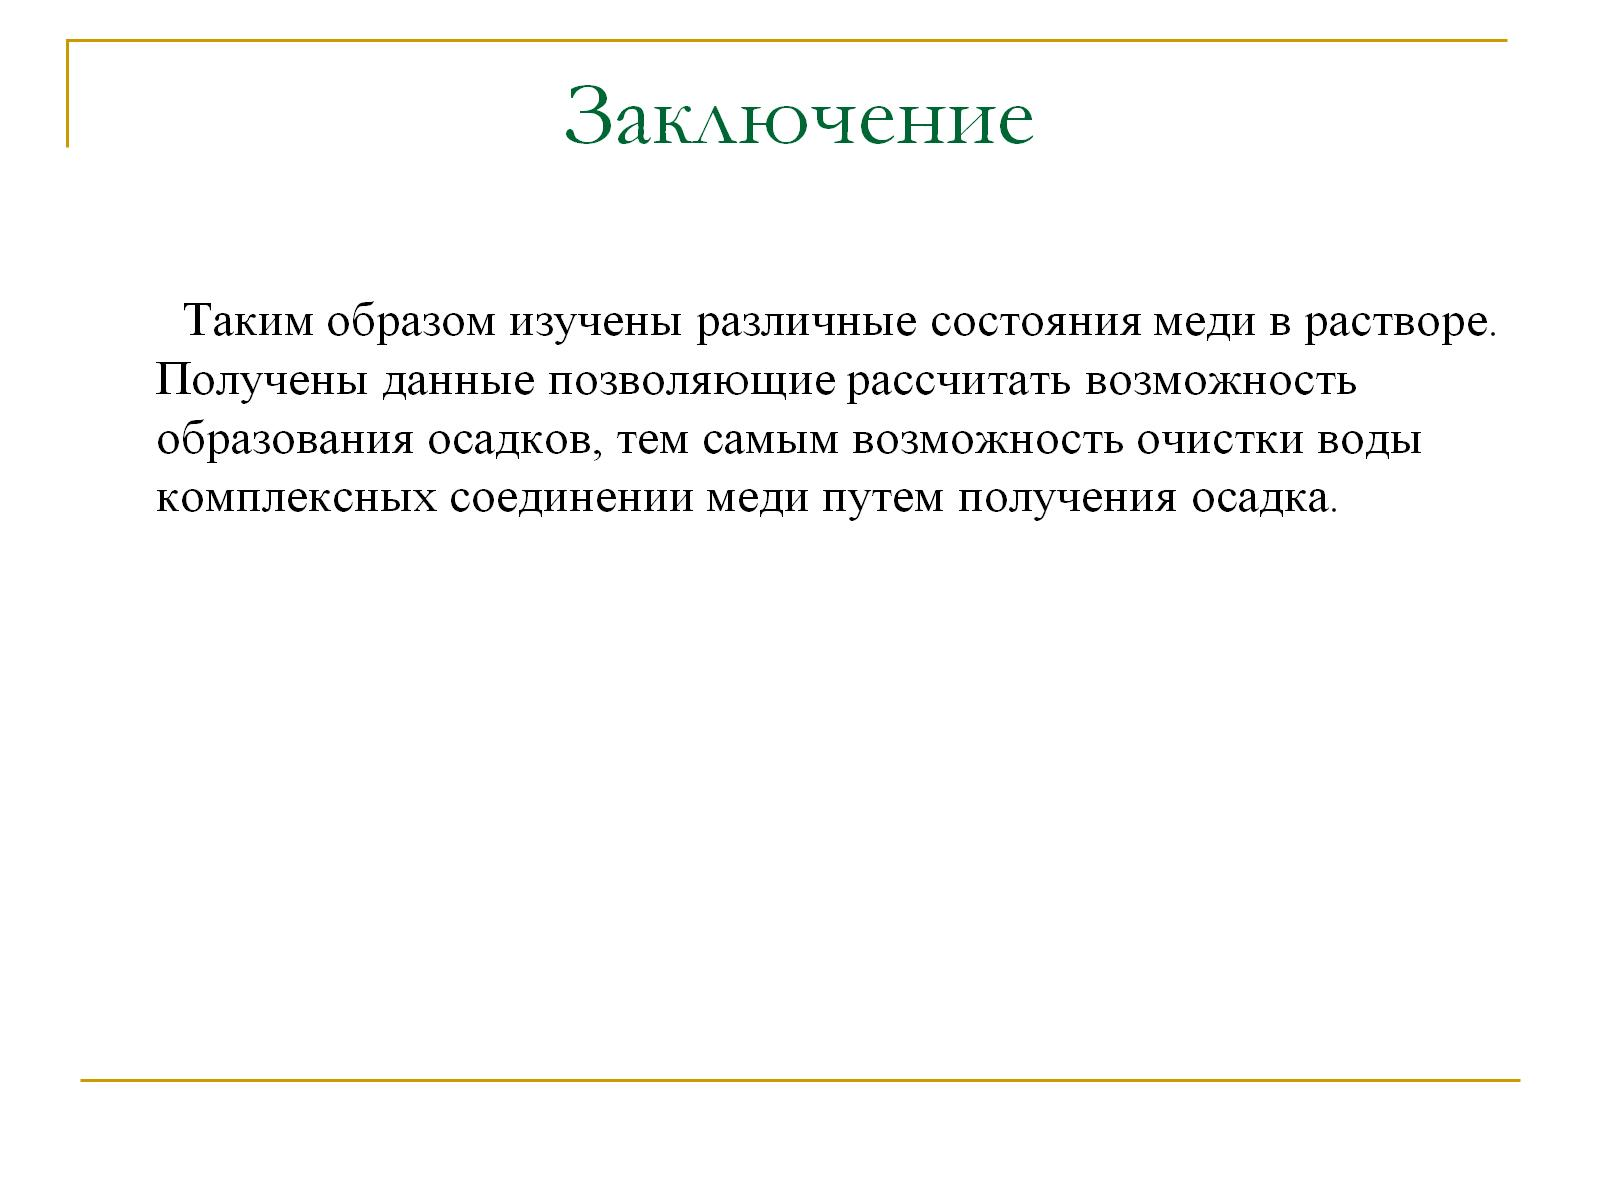 Заключение
Таким образом изучены различные состояния меди в растворе.
Получены данные позволяющие рассчитать возможность
образования осадков, тем самым возможность очистки воды
комплексных соединении меди путем получения осадка.